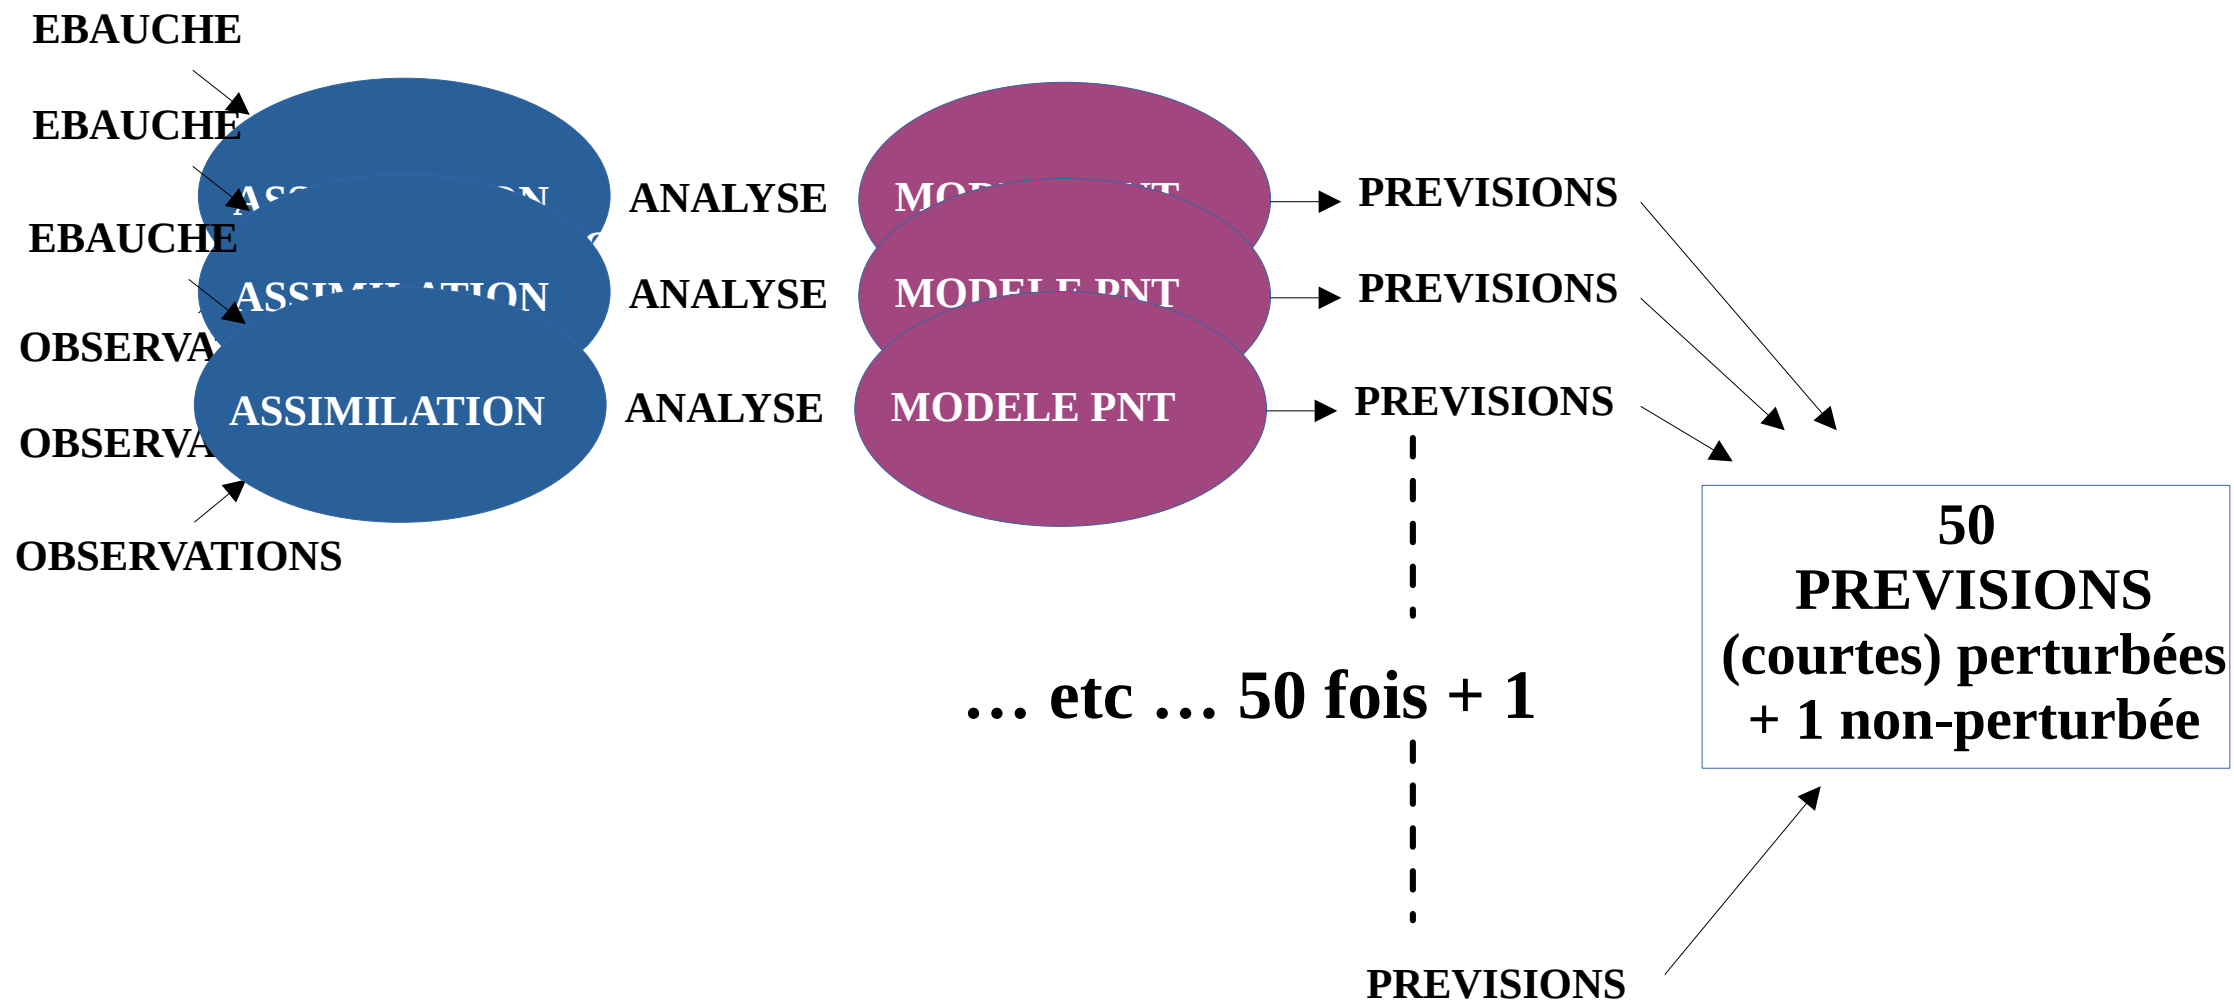 EBAUCHE
EBAUCHE
EBAUCHE
ANALYSE
PREVISIONS
ASSIMILATION
ANALYSE
MODELE PNT
PREVISIONS
OBSERVA
ASSIMILATION
ANALYSE
MODELE PNT
PREVISIONS
OBSERVA
OBSERVATIONS
50
PREVISIONS
(courtes) perturbées
+ 1 non-perturbée
… etc … 50 fois + 1
PREVISIONS